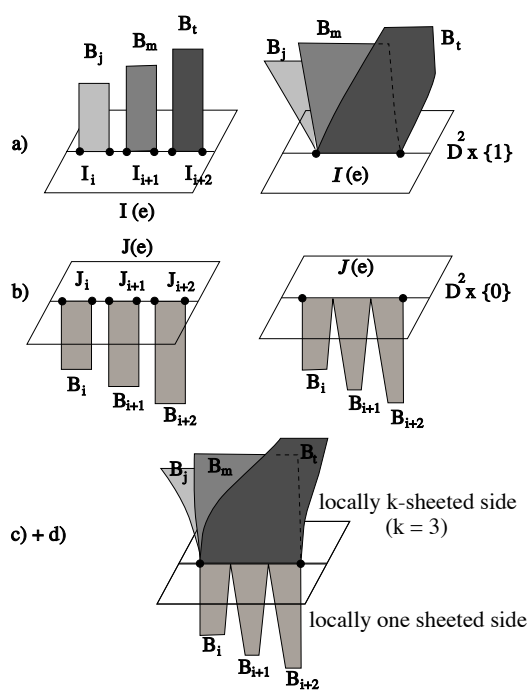 a)
B_j
B_m
B_t
I_i
I_{i+1}
I_{i+2}
I (e)
B_j
B_m
B_t
I (e)
D^2 x {1}
b)
J(e)
J_i
J_{i+1}
J_{i+2}
B_i
B_{i+1}
B_{i+2}
J(e)
D^2 x {0}
B_i
B_{i+1}
B_{i+2}
c) + d)
B_j
B_m
B_t
locally k-sheeted side
(k = 3)
locally one sheeted side
B_i
B_{i+1}
B_{i+2}